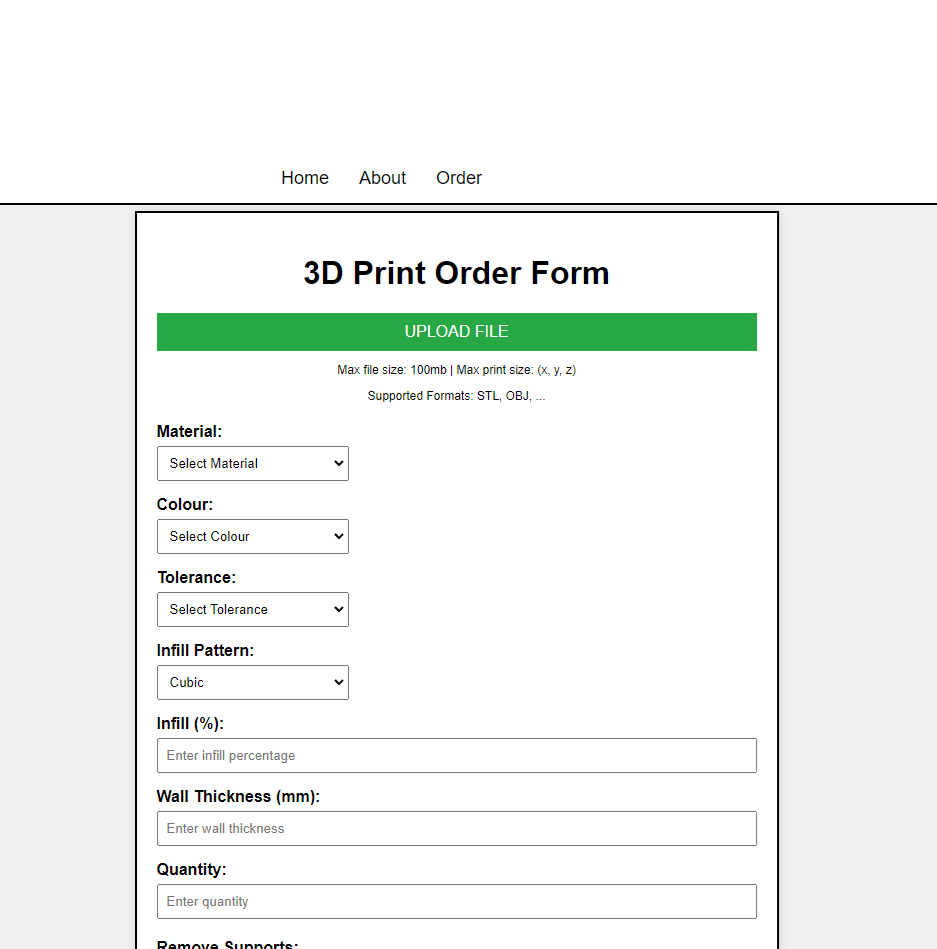 Home About Order
3D Print Order Form
UPLOAD FILE
Max file size: 100mb | Max print size: (x, y, z)
Supported Formats: STL, OBJ, ...
Material:
Select Material
Colour:
Select Colour
Tolerance:
Select Tolerance
Infill Pattern:
Cubic
Infill (%):
Enter infill percentage
Wall Thickness (mm):
Enter wall thickness
Quantity:
Enter quantity
Remove Supports: